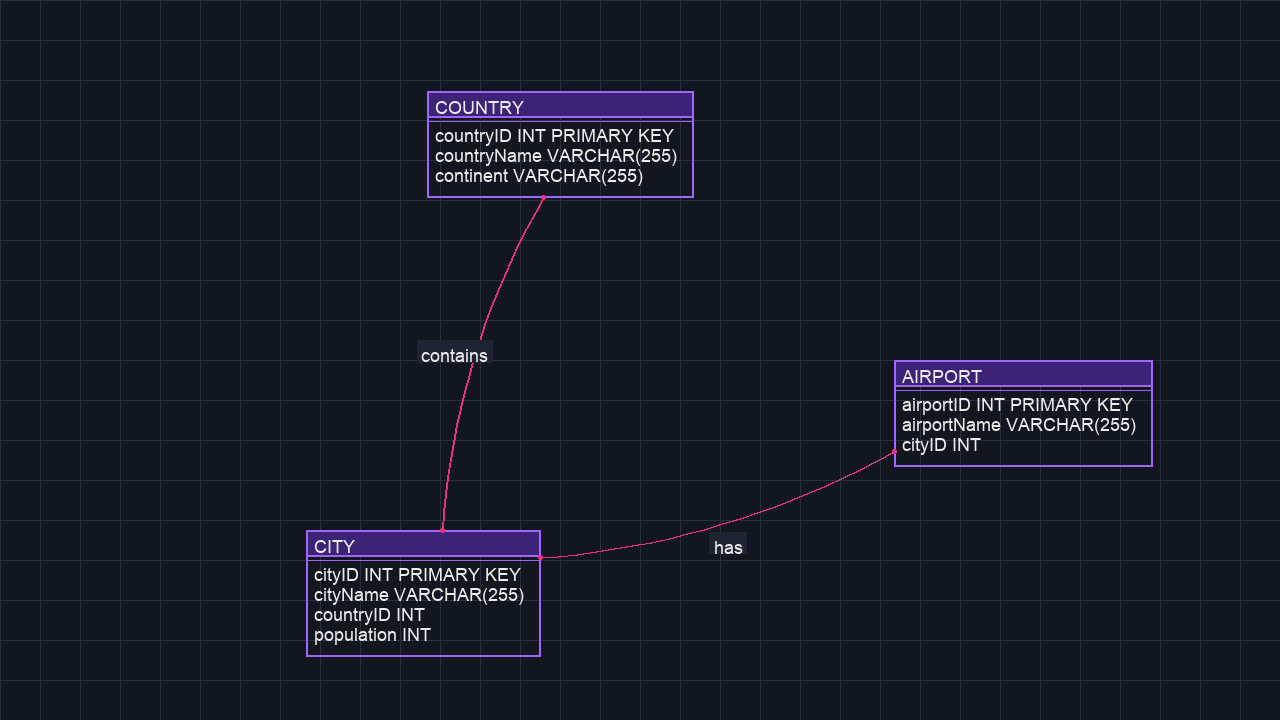 COUNTRY
countryID INT PRIMARY KEY
countryName VARCHAR(255)
continent VARCHAR(255)
contains
AIRPORT
airportID INT PRIMARY KEY
airportName VARCHAR(255)
cityID INT
has
CITY
cityID INT PRIMARY KEY
cityName VARCHAR(255)
countryID INT
population INT